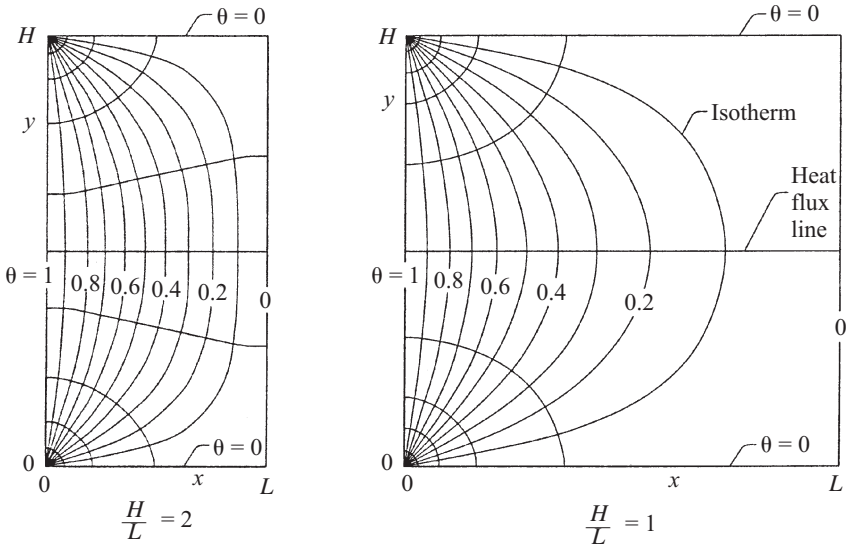 θ = 0
H
y
θ = 1
0.8
0.6
0.4
0.2
0
θ = 0
0
0
x
L
H/L = 2
θ = 0
H
y
Isotherm
Heat
flux
line
θ = 1
0.8
0.6
0.4
0.2
0
θ = 0
0
0
x
L
H/L = 1